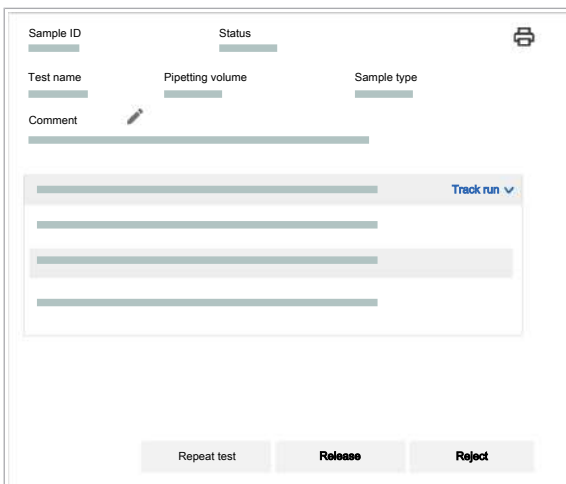 Sample ID Status
Test name Pipetting volume Sample type
Comment
Track run
Repeat test Release Reject